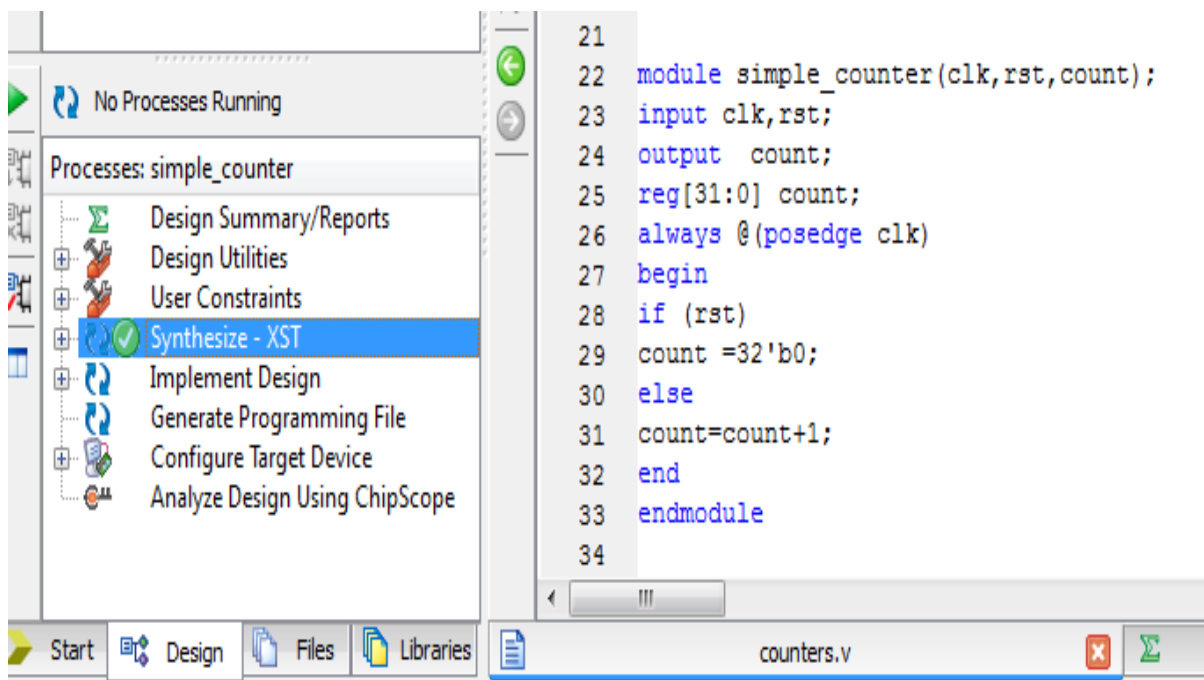 No Processes Running
Processes: simple_counter
Design Summary/Reports
Design Utilities
User Constraints
Synthesize - XST
Implement Design
Generate Programming File
Configure Target Device
Analyze Design Using ChipScope
Start
Design
Files
Libraries
21
22 module simple_counter(clk,rst,count);
23 input clk,rst;
24 output  count;
25 reg[31:0] count;
26 always @(posedge clk)
27 begin
28 if (rst)
29 count =32'b0;
30 else
31 count=count+1;
32 end
33 endmodule
34
counters.v